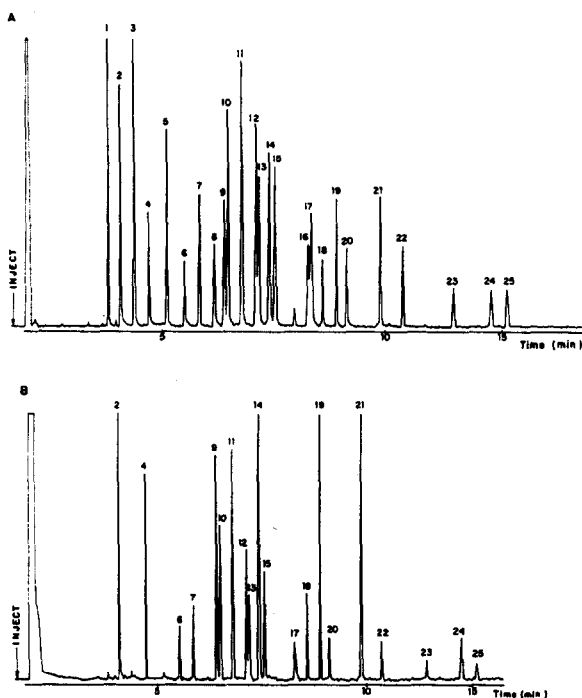 A
1 3
2
11
10
5 12
14
15
7 9 13 19 21
4 17
8 16 20 22
6 18
23 24 25
INJECT
5 10 15
Time (min)
B
2 14 19 21
4 9 11
10
12
15
7 13 18
6 17 20 22 24
23 25
INJECT
5 10 15
Time (min)